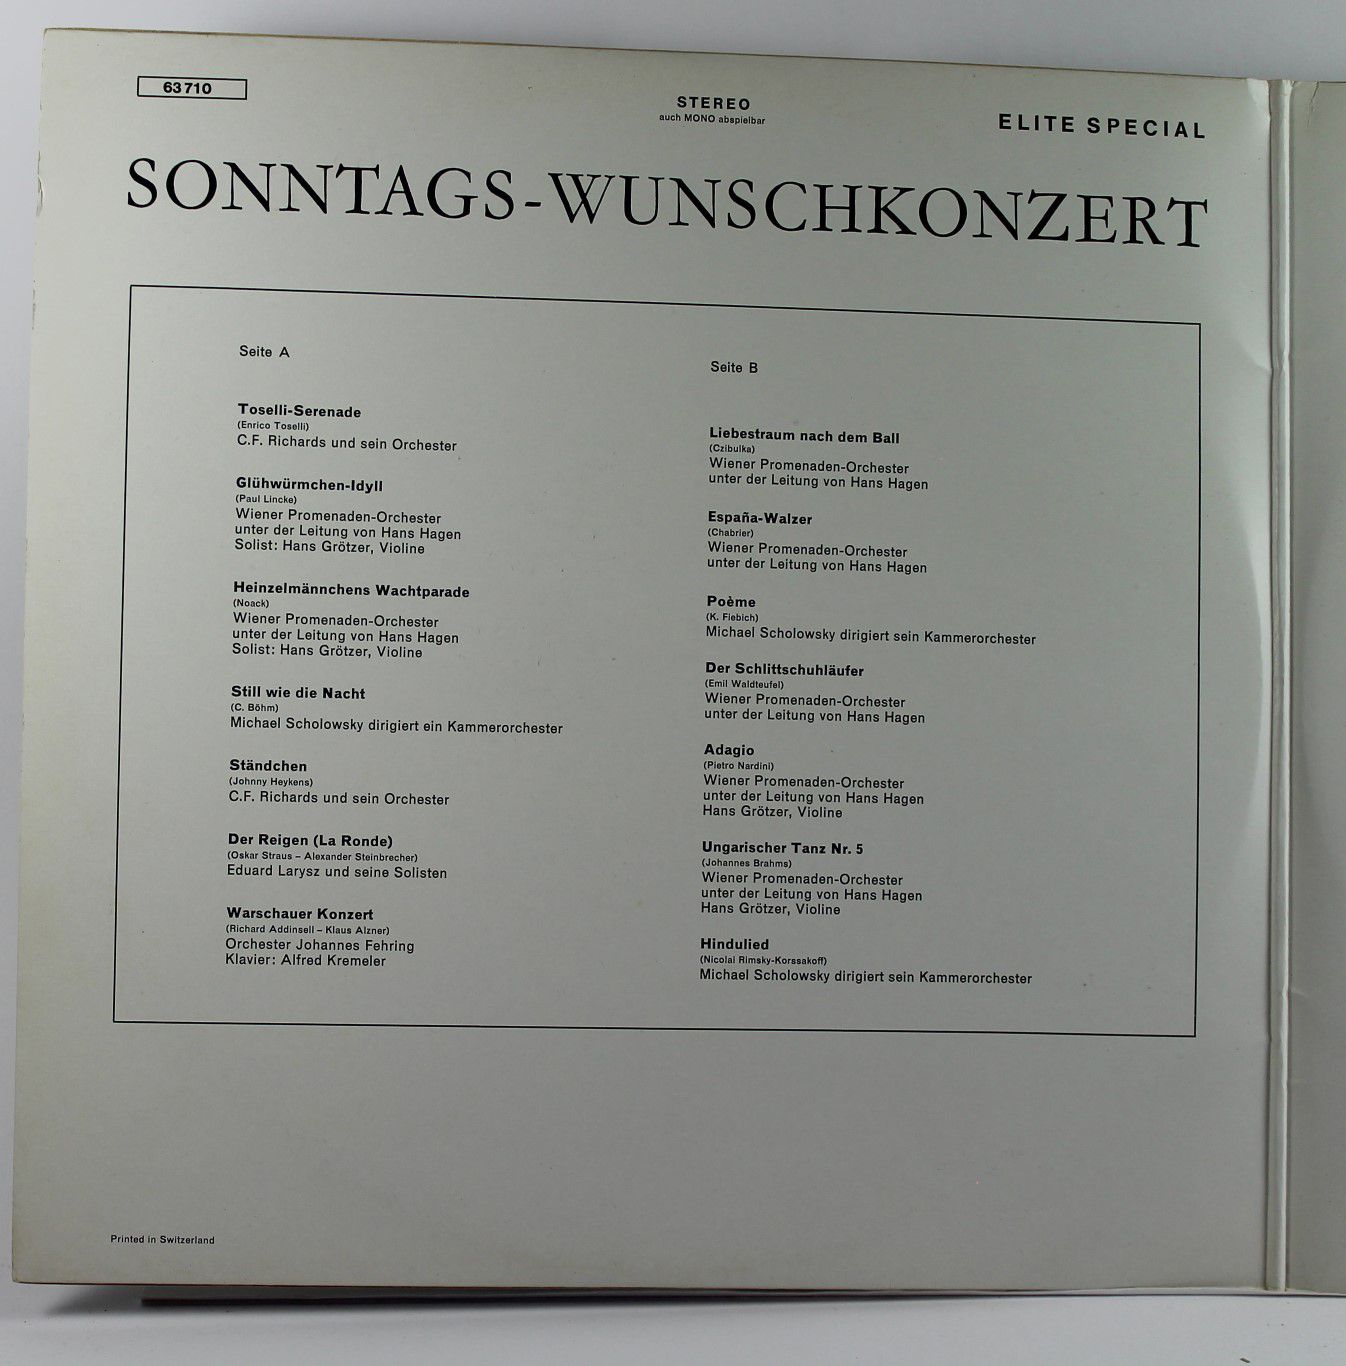 63710
STEREO
auch MONO abspielbar
ELITE SPECIAL
SONNTAGS-WUNSCHKONZERT
Seite A
Toselli-Serenade
(Enrico Toselli)
C.F. Richards und sein Orchester
Glühwürmchen-Idyll
(Paul Lincke)
Wiener Promenaden-Orchester
unter der Leitung von Hans Hagen
Solist: Hans Grötzer, Violine
Heinzelmännchens Wachtparade
(Noack)
Wiener Promenaden-Orchester
unter der Leitung von Hans Hagen
Solist: Hans Grötzer, Violine
Still wie die Nacht
(C. Böhm)
Michael Scholowsky dirigiert ein Kammerorchester
Ständchen
(Johnny Heykens)
C.F. Richards und sein Orchester
Der Reigen (La Ronde)
(Oskar Straus – Alexander Steinbrecher)
Eduard Larysz und seine Solisten
Warschauer Konzert
(Richard Addinsell – Klaus Alzner)
Orchester Johannes Fehring
Klavier: Alfred Kremeler
Seite B
Liebestraum nach dem Ball
(Czibulka)
Wiener Promenaden-Orchester
unter der Leitung von Hans Hagen
España-Walzer
(Chabrier)
Wiener Promenaden-Orchester
unter der Leitung von Hans Hagen
Poème
(K. Fiebich)
Michael Scholowsky dirigiert sein Kammerorchester
Der Schlittschuhläufer
(Emil Waldteufel)
Wiener Promenaden-Orchester
unter der Leitung von Hans Hagen
Adagio
(Pietro Nardini)
Wiener Promenaden-Orchester
unter der Leitung von Hans Hagen
Hans Grötzer, Violine
Ungarischer Tanz Nr. 5
(Johannes Brahms)
Wiener Promenaden-Orchester
unter der Leitung von Hans Hagen
Hans Grötzer, Violine
Hindulied
(Nicolai Rimsky-Korssakoff)
Michael Scholowsky dirigiert sein Kammerorchester
Printed in Switzerland